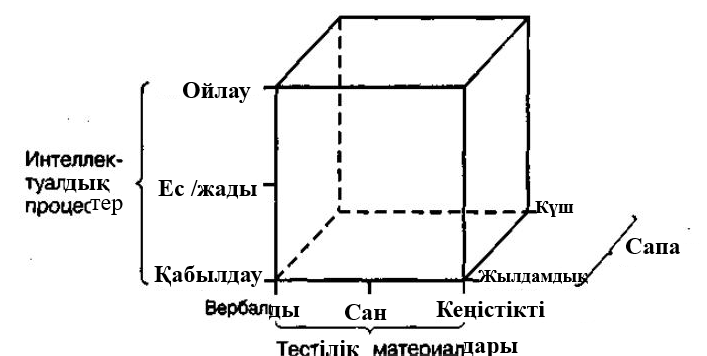 Ойлау
Интеллек-
туалдық
процестер
Ес /жады
Күш
Сапа
Қабылдау
Жылдамдық
Вербалды
Сан
Кеңістікті
Тестілік материалдары